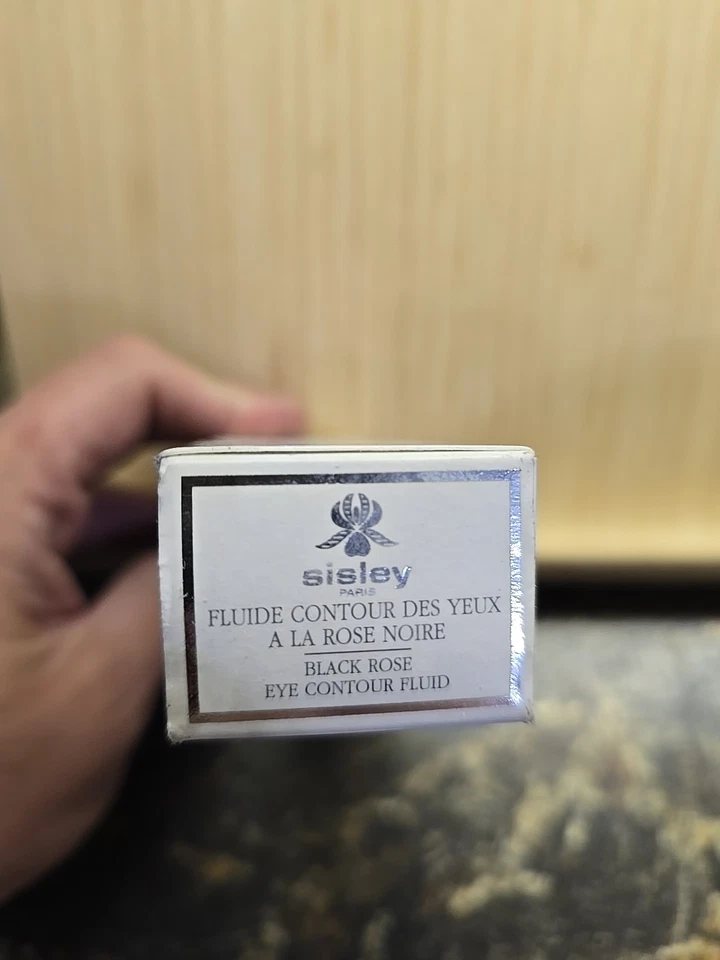 sisley
PARIS
FLUIDE CONTOUR DES YEUX
A LA ROSE NOIRE
BLACK ROSE
EYE CONTOUR FLUID